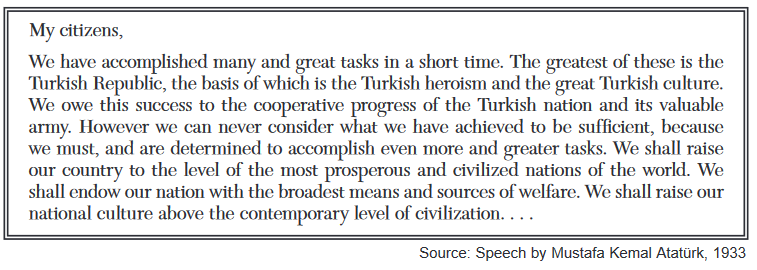 My citizens,
We have accomplished many and great tasks in a short time. The greatest of these is the
Turkish Republic, the basis of which is the Turkish heroism and the great Turkish culture.
We owe this success to the cooperative progress of the Turkish nation and its valuable
army. However we can never consider what we have achieved to be sufficient, because
we must, and are determined to accomplish even more and greater tasks. We shall raise
our country to the level of the most prosperous and civilized nations of the world. We
shall endow our nation with the broadest means and sources of welfare. We shall raise our
national culture above the contemporary level of civilization. . . .
Source: Speech by Mustafa Kemal Atatürk, 1933